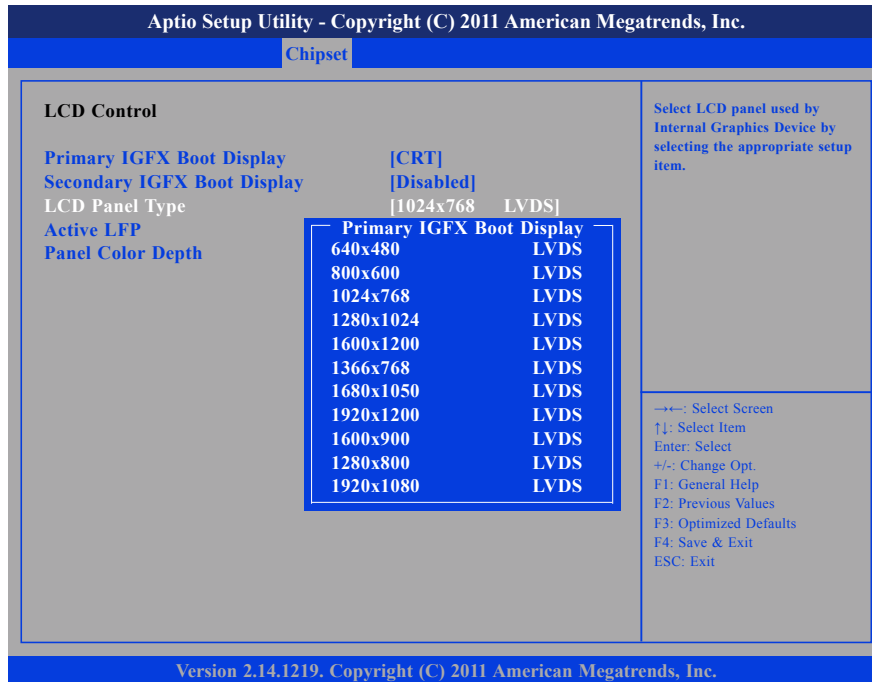 Aptio Setup Utility - Copyright (C) 2011 American Megatrends, Inc.
Chipset
LCD Control
Primary IGFX Boot Display [CRT]
Secondary IGFX Boot Display [Disabled]
LCD Panel Type [1024x768 LVDS]
Active LFP
Panel Color Depth
Primary IGFX Boot Display
640x480 LVDS
800x600 LVDS
1024x768 LVDS
1280x1024 LVDS
1600x1200 LVDS
1366x768 LVDS
1680x1050 LVDS
1920x1200 LVDS
1600x900 LVDS
1280x800 LVDS
1920x1080 LVDS
Select LCD panel used by
Internal Graphics Device by
selecting the appropriate setup
item.
→←: Select Screen
↑↓: Select Item
Enter: Select
+/-: Change Opt.
F1: General Help
F2: Previous Values
F3: Optimized Defaults
F4: Save & Exit
ESC: Exit
Version 2.14.1219. Copyright (C) 2011 American Megatrends, Inc.